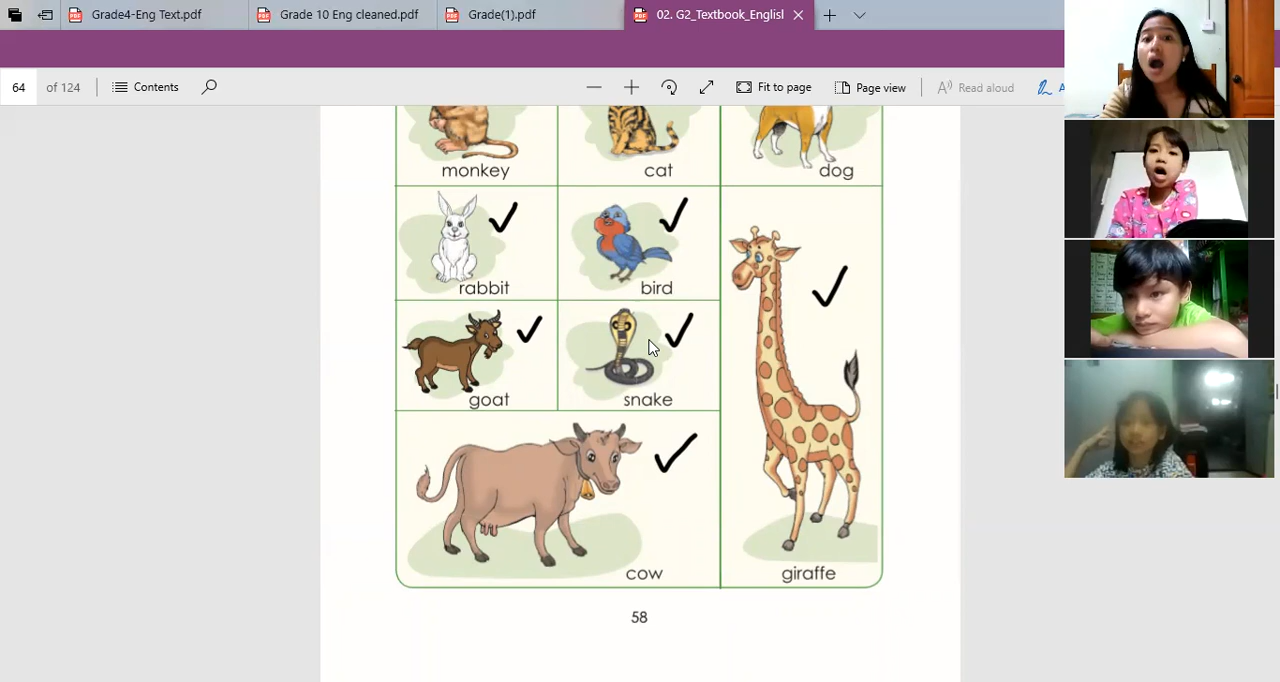 Grade4-Eng Text.pdf
Grade 10 Eng cleaned.pdf
Grade(1).pdf
02. G2_Textbook_Englisl
64 of 124
Contents
Fit to page
Page view
Read aloud
monkey
cat
dog
rabbit
bird
goat
snake
cow
giraffe
58